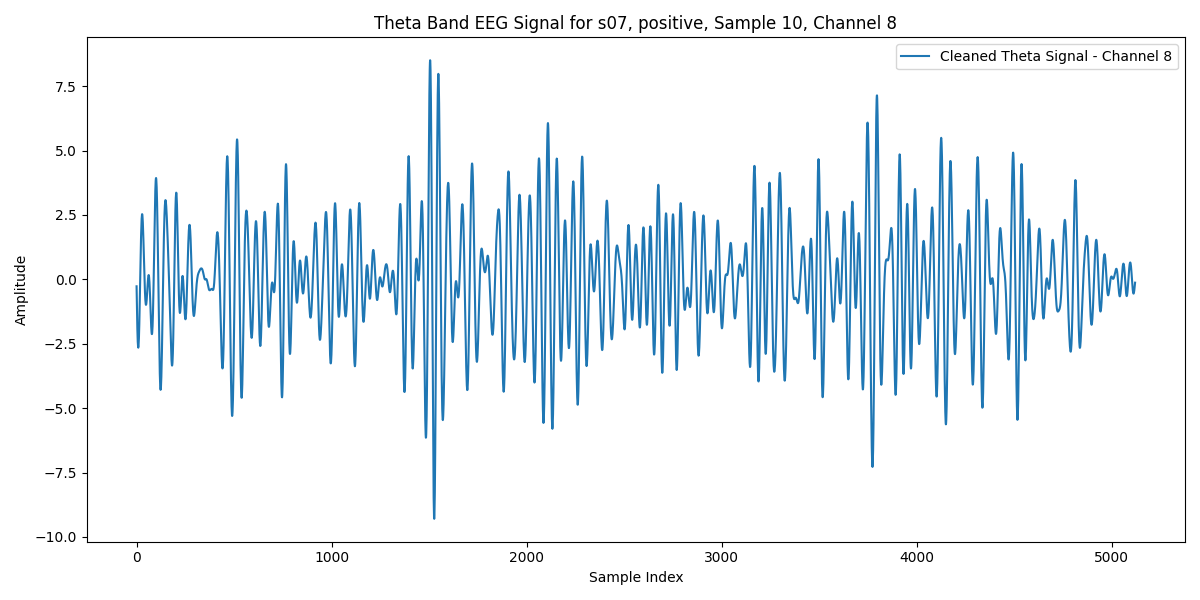 Theta Band EEG Signal for s07, positive, Sample 10, Channel 8
Cleaned Theta Signal - Channel 8
Amplitude
7.5
5.0
2.5
0.0
−2.5
−5.0
−7.5
−10.0
0 1000 2000 3000 4000 5000
Sample Index